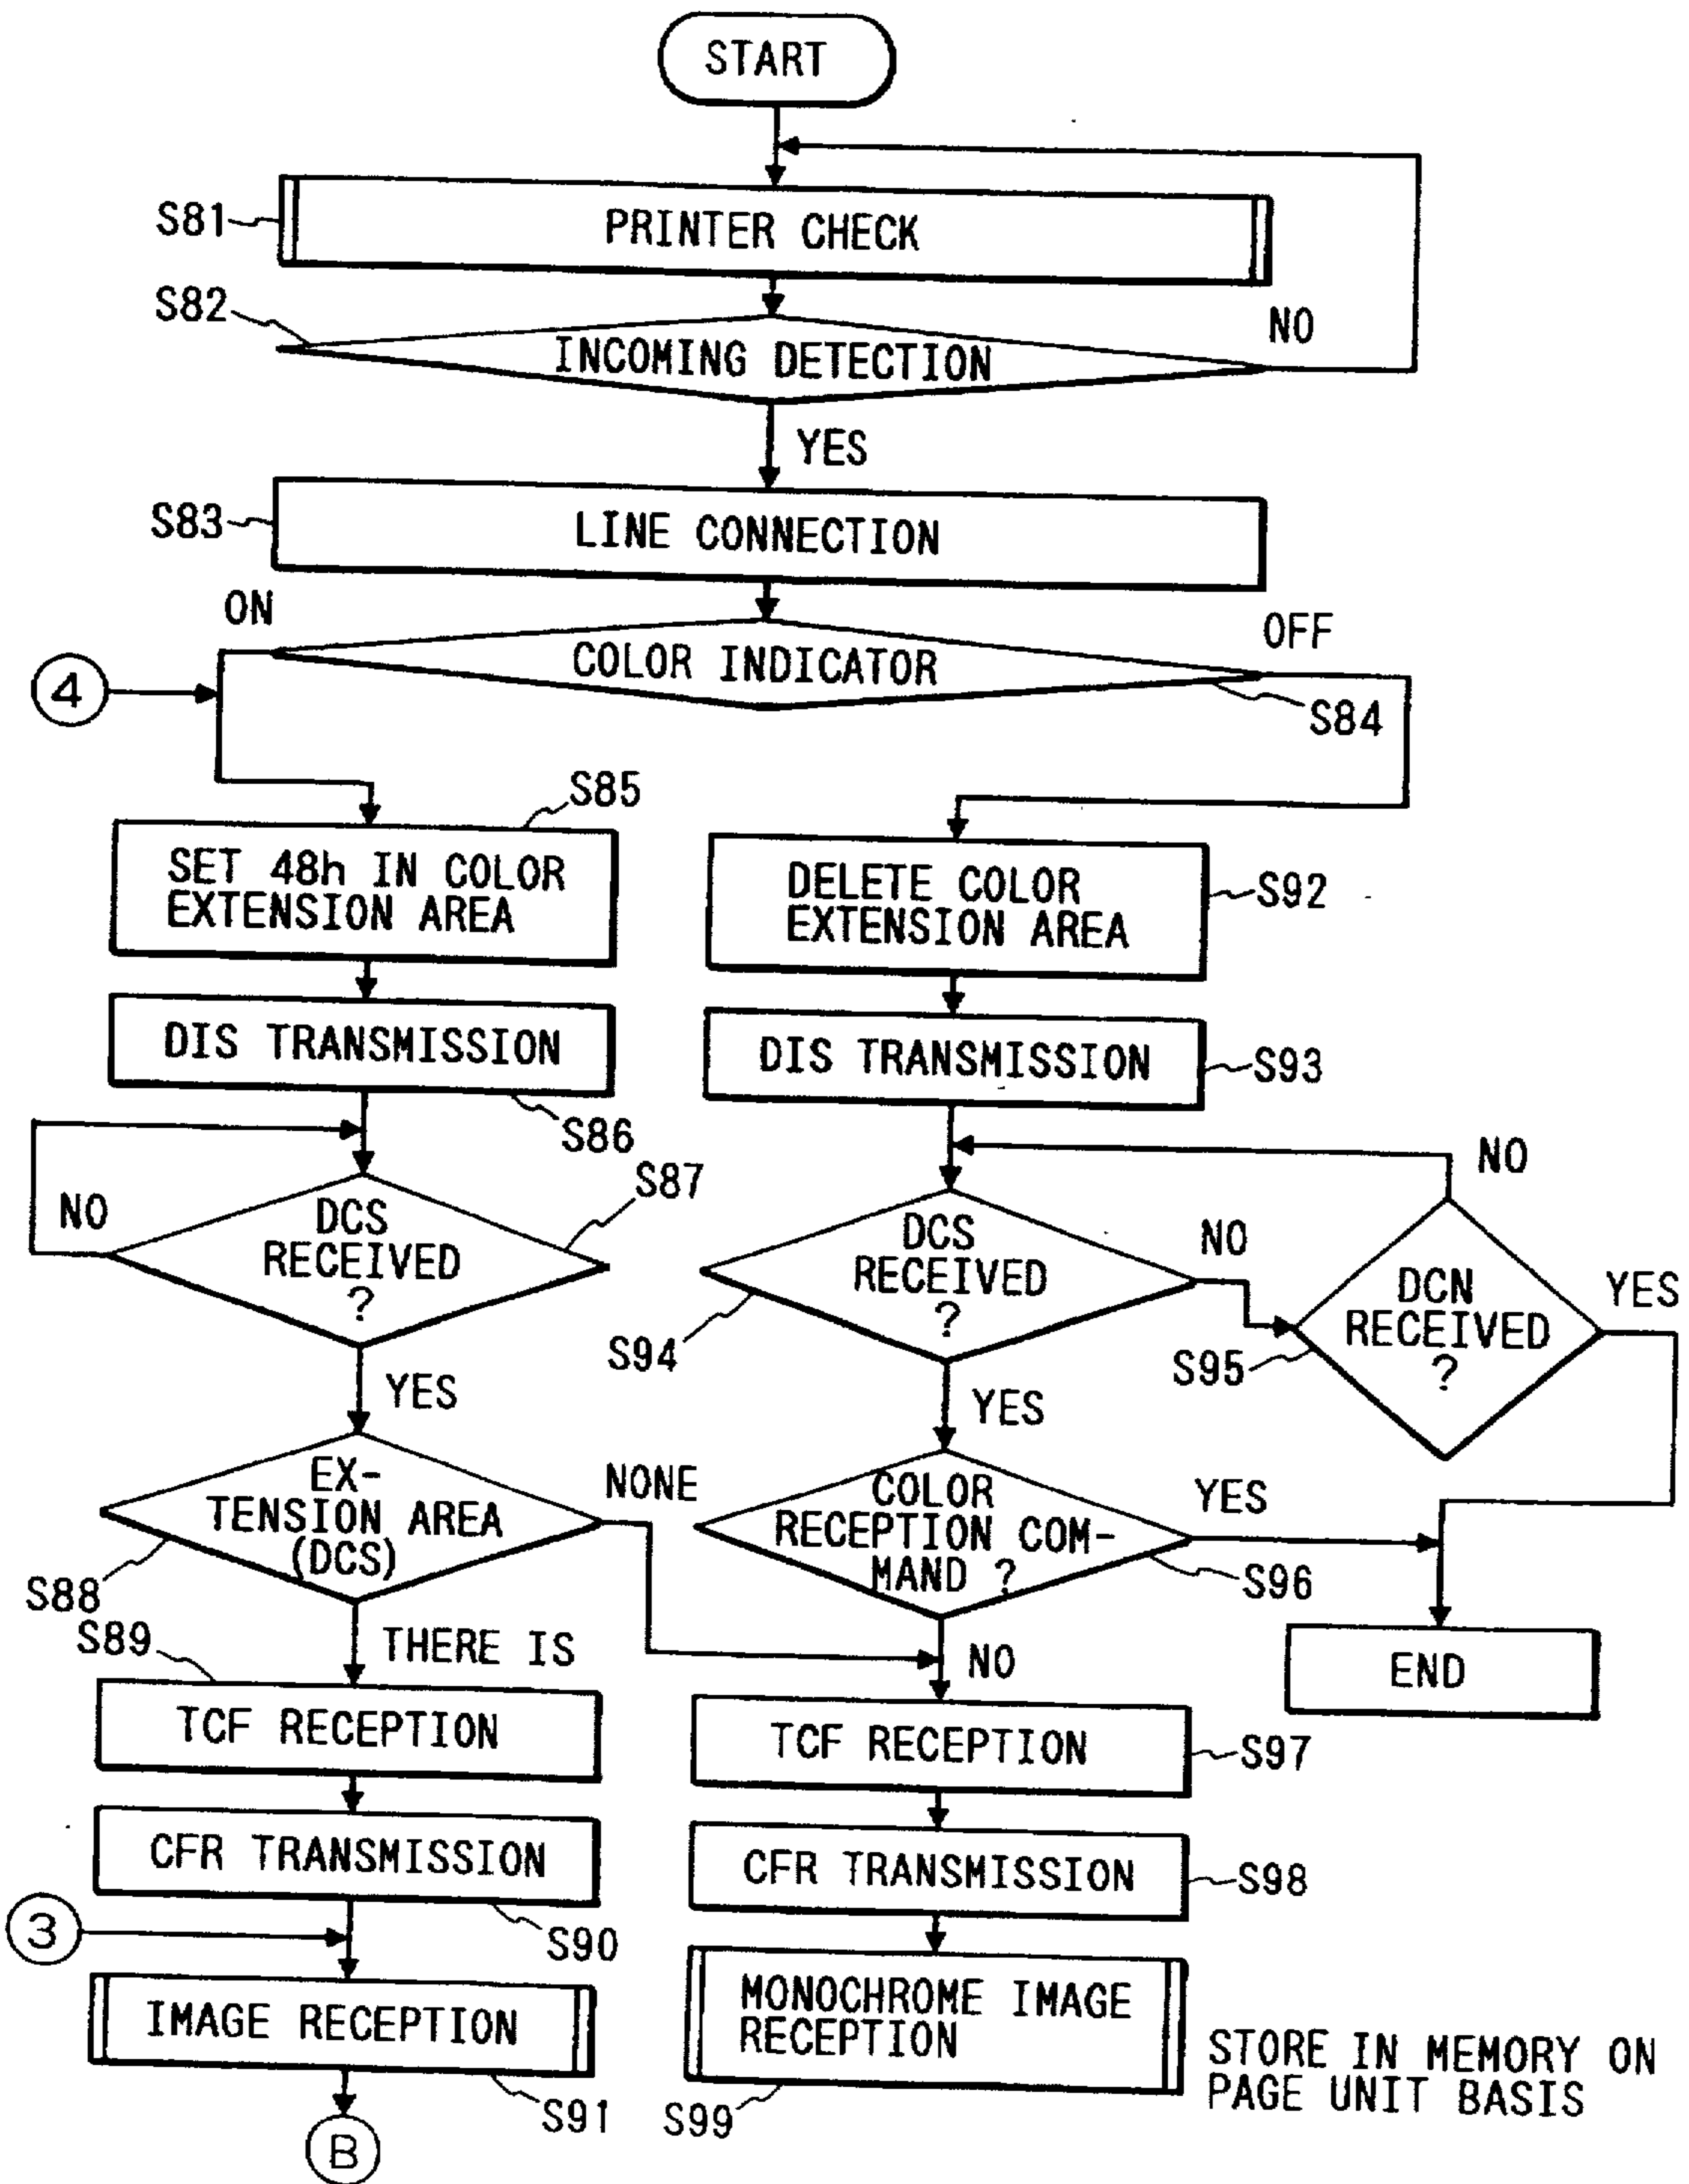 START
S81
PRINTER CHECK
S82
INCOMING DETECTION
NO
YES
S83
LINE CONNECTION
ON
COLOR INDICATOR
OFF
S84
4
S85
SET 48h IN COLOR
EXTENSION AREA
DELETE COLOR
EXTENSION AREA
S92
DIS TRANSMISSION
S86
DIS TRANSMISSION
S93
NO
DCS
RECEIVED
?
S87
DCS
RECEIVED
?
S94
NO
NO
DCN
RECEIVED
?
S95
YES
YES
YES
EX-
TENSION AREA
(DCS)
S88
NONE
COLOR
RECEPTION COM-
MAND ?
YES
S96
S89
THERE IS
NO
END
TCF RECEPTION
TCF RECEPTION
S97
CFR TRANSMISSION
S90
CFR TRANSMISSION
S98
3
IMAGE RECEPTION
S91
MONOCHROME IMAGE
RECEPTION
S99
STORE IN MEMORY ON
PAGE UNIT BASIS
B